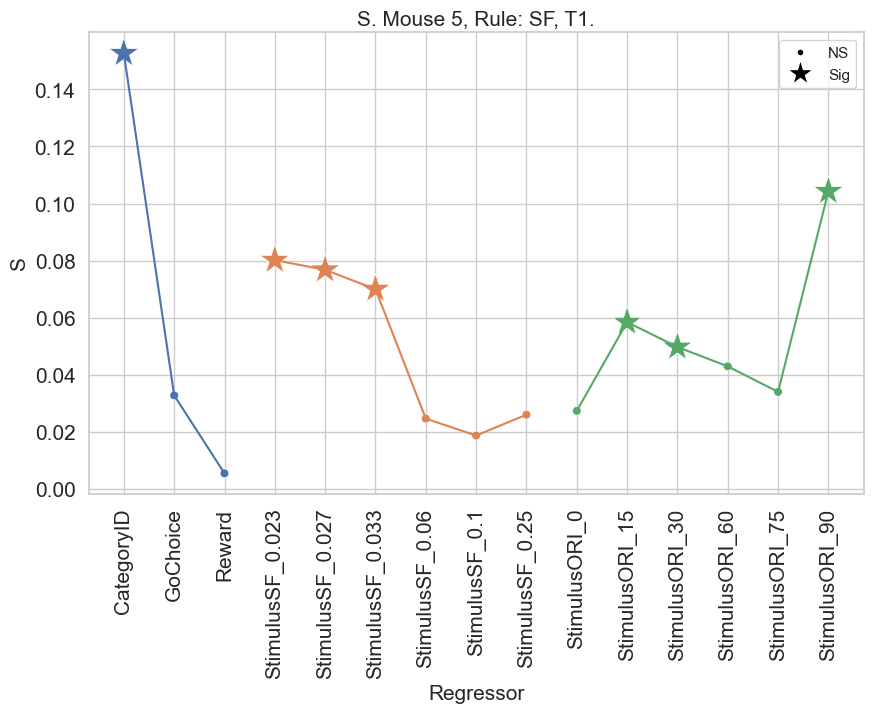 S. Mouse 5, Rule: SF, T1.
NS
Sig
S
0.14
0.12
0.10
0.08
0.06
0.04
0.02
0.00
CategoryID
GoChoice
Reward
StimulusSF_0.023
StimulusSF_0.027
StimulusSF_0.033
StimulusSF_0.06
StimulusSF_0.1
StimulusSF_0.25
StimulusORI_0
StimulusORI_15
StimulusORI_30
StimulusORI_60
StimulusORI_75
StimulusORI_90
Regressor